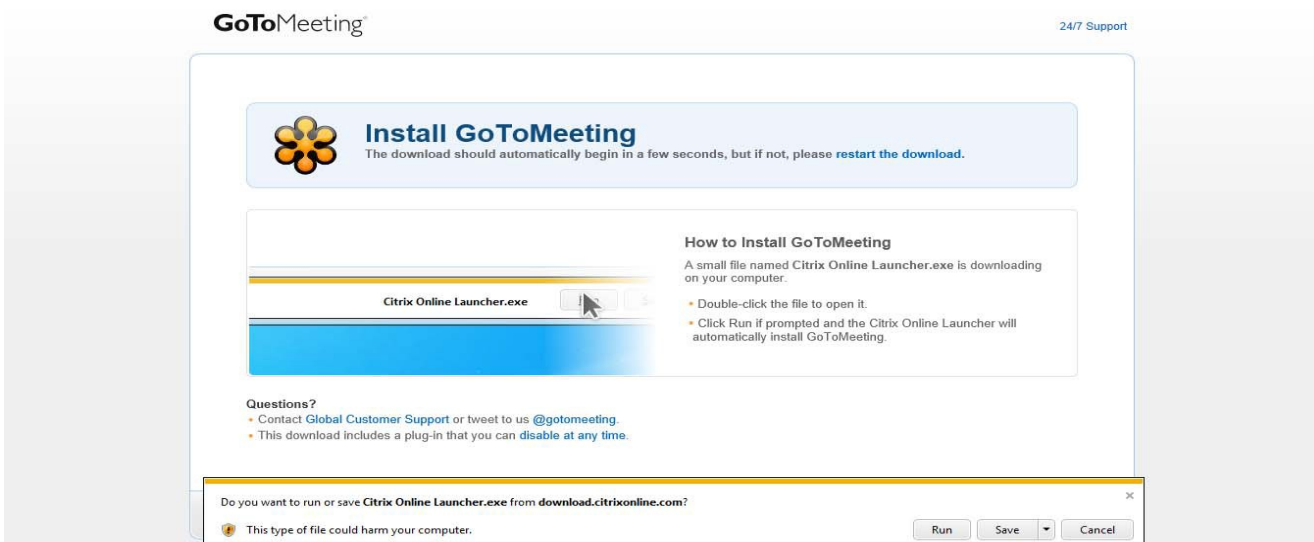 GoToMeeting
24/7 Support
Install GoToMeeting
The download should automatically begin in a few seconds, but if not, please restart the download.
How to Install GoToMeeting
A small file named Citrix Online Launcher.exe is downloading
on your computer.
Citrix Online Launcher.exe
• Double-click the file to open it.
• Click Run if prompted and the Citrix Online Launcher will
automatically install GoToMeeting.
Questions?
• Contact Global Customer Support or tweet to us @gotomeeting.
• This download includes a plug-in that you can disable at any time.
Do you want to run or save Citrix Online Launcher.exe from download.citrixonline.com?
This type of file could harm your computer.
Run Save Cancel